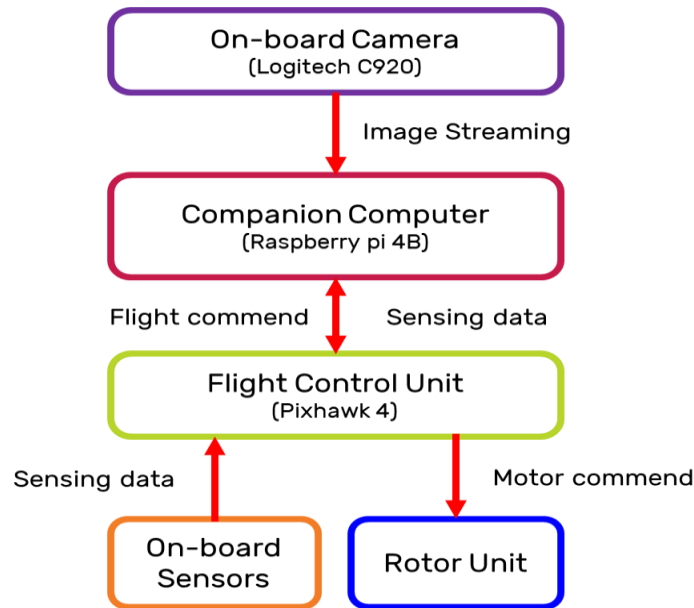 On-board Camera
(Logitech C920)
Image Streaming
Companion Computer
(Raspberry pi 4B)
Flight commend
Sensing data
Flight Control Unit
(Pixhawk 4)
Sensing data
Motor commend
On-board
Sensors
Rotor Unit